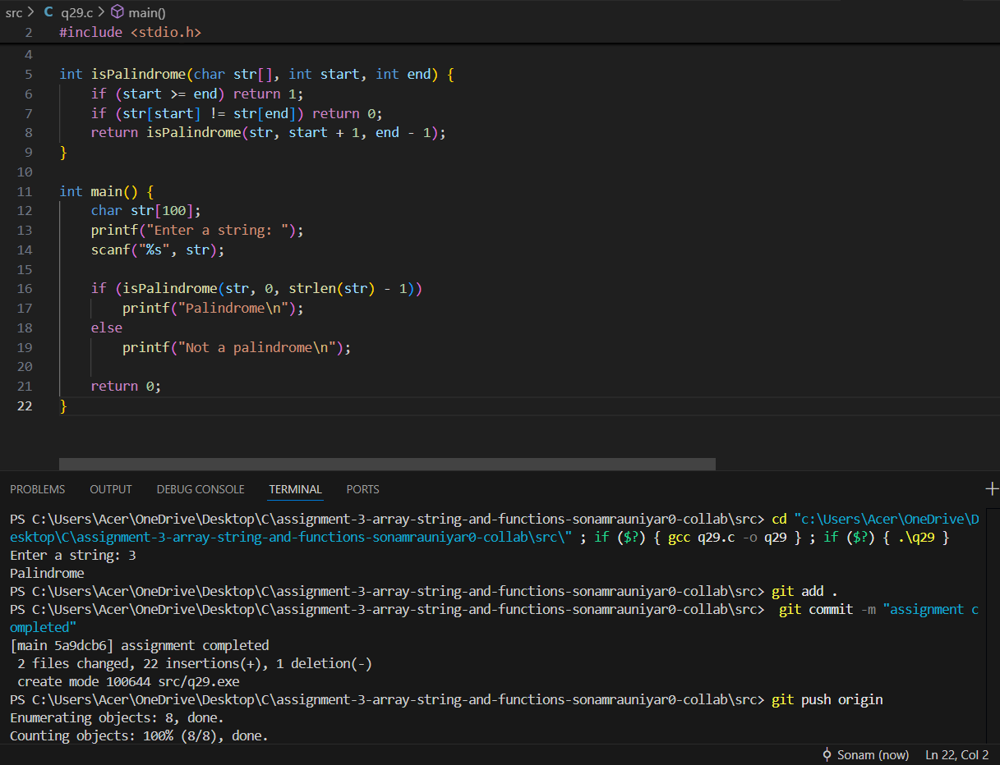 src > C q29.c > main()
2 #include <stdio.h>
4
5 int isPalindrome(char str[], int start, int end) {
6 if (start >= end) return 1;
7 if (str[start] != str[end]) return 0;
8 return isPalindrome(str, start + 1, end - 1);
9 }
10
11 int main() {
12 char str[100];
13 printf("Enter a string: ");
14 scanf("%s", str);
15
16 if (isPalindrome(str, 0, strlen(str) - 1))
17 printf("Palindrome\n");
18 else
19 printf("Not a palindrome\n");
20
21 return 0;
22 }
PROBLEMS OUTPUT DEBUG CONSOLE TERMINAL PORTS
PS C:\Users\Acer\OneDrive\Desktop\C\assignment-3-array-string-and-functions-sonamrauniyar0-collab\src> cd "c:\Users\Acer\OneDrive\D
esktop\C\assignment-3-array-string-and-functions-sonamrauniyar0-collab\src\" ; if ($?) { gcc q29.c -o q29 } ; if ($?) { .\q29 }
Enter a string: 3
Palindrome
PS C:\Users\Acer\OneDrive\Desktop\C\assignment-3-array-string-and-functions-sonamrauniyar0-collab\src> git add .
PS C:\Users\Acer\OneDrive\Desktop\C\assignment-3-array-string-and-functions-sonamrauniyar0-collab\src> git commit -m "assignment c
ompleted"
[main 5a9dcb6] assignment completed
2 files changed, 22 insertions(+), 1 deletion(-)
create mode 100644 src/q29.exe
PS C:\Users\Acer\OneDrive\Desktop\C\assignment-3-array-string-and-functions-sonamrauniyar0-collab\src> git push origin
Enumerating objects: 8, done.
Counting objects: 100% (8/8), done.
Sonam (now) Ln 22, Col 2